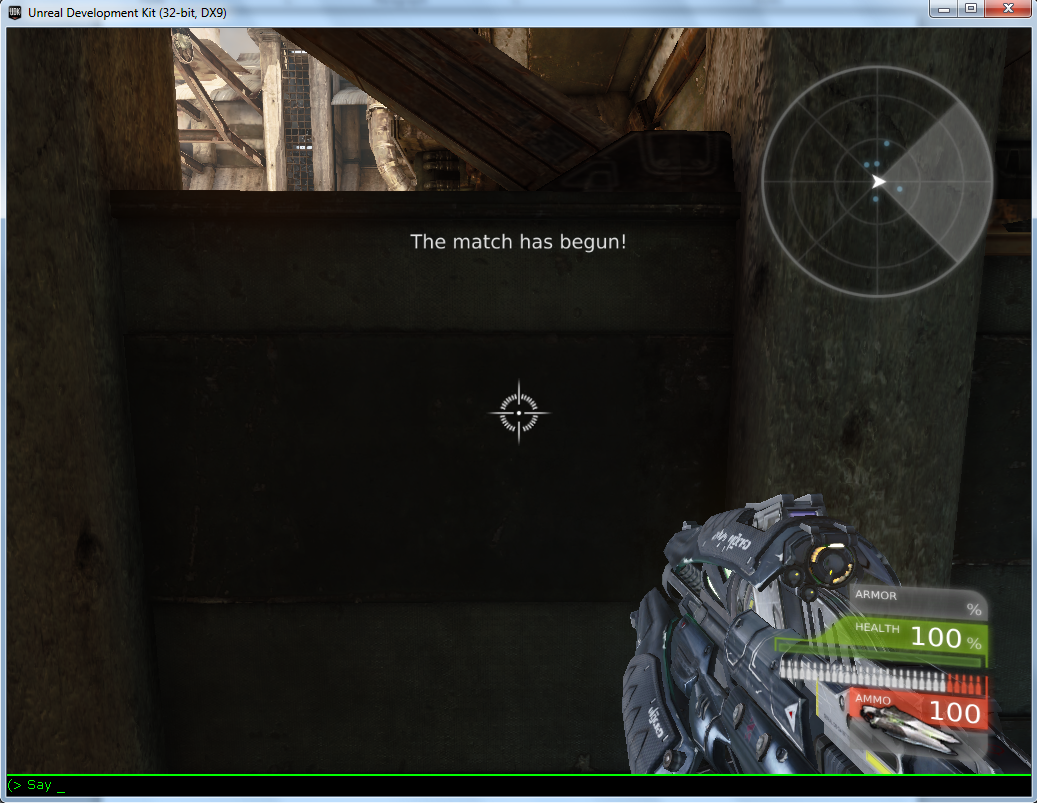 Unreal Development Kit (32-bit, DX9)
The match has begun!
ARMOR
%
HEALTH
100 %
AMMO
100
(> Say _